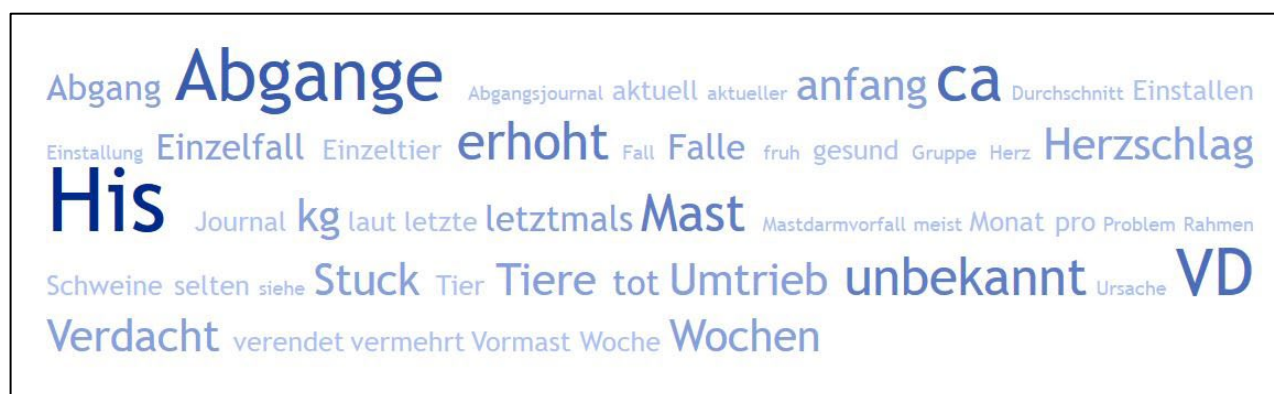 Abgang Abgange Abgangsjournal aktuell aktueller anfang ca Durchschnitt Einstallen
Einstallung Einzelfall Einzeltier erhoht Fall Falle fruh gesund Gruppe Herz Herzschlag
His Journal kg laut letzte letztmals Mast Mastdarmvorfall meist Monat pro Problem Rahmen
Schweine selten siehe Stuck Tier Tiere tot Umtrieb unbekannt Ursache VD
Verdacht verendet vermehrt Vormast Woche Wochen